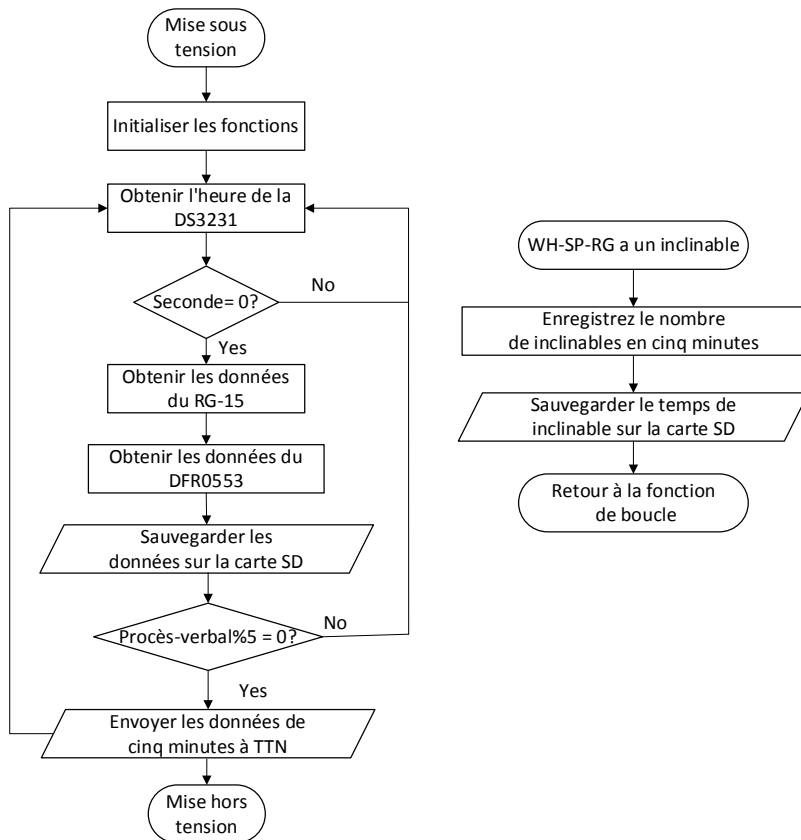 Mise sous
tension
Initialiser les fonctions
Obtenir l'heure de la
DS3231
Seconde= 0?
No
Yes
Obtenir les données
du RG-15
Obtenir les données du
DFR0553
Sauvegarder les
données sur la carte SD
Procès-verbal%5 = 0?
No
Yes
Envoyer les données de
cinq minutes à TTN
Mise hors
tension
WH-SP-RG a un inclinable
Enregistrez le nombre
de inclinables en cinq minutes
Sauvegarder le temps de
inclinable sur la carte SD
Retour à la fonction
de boucle